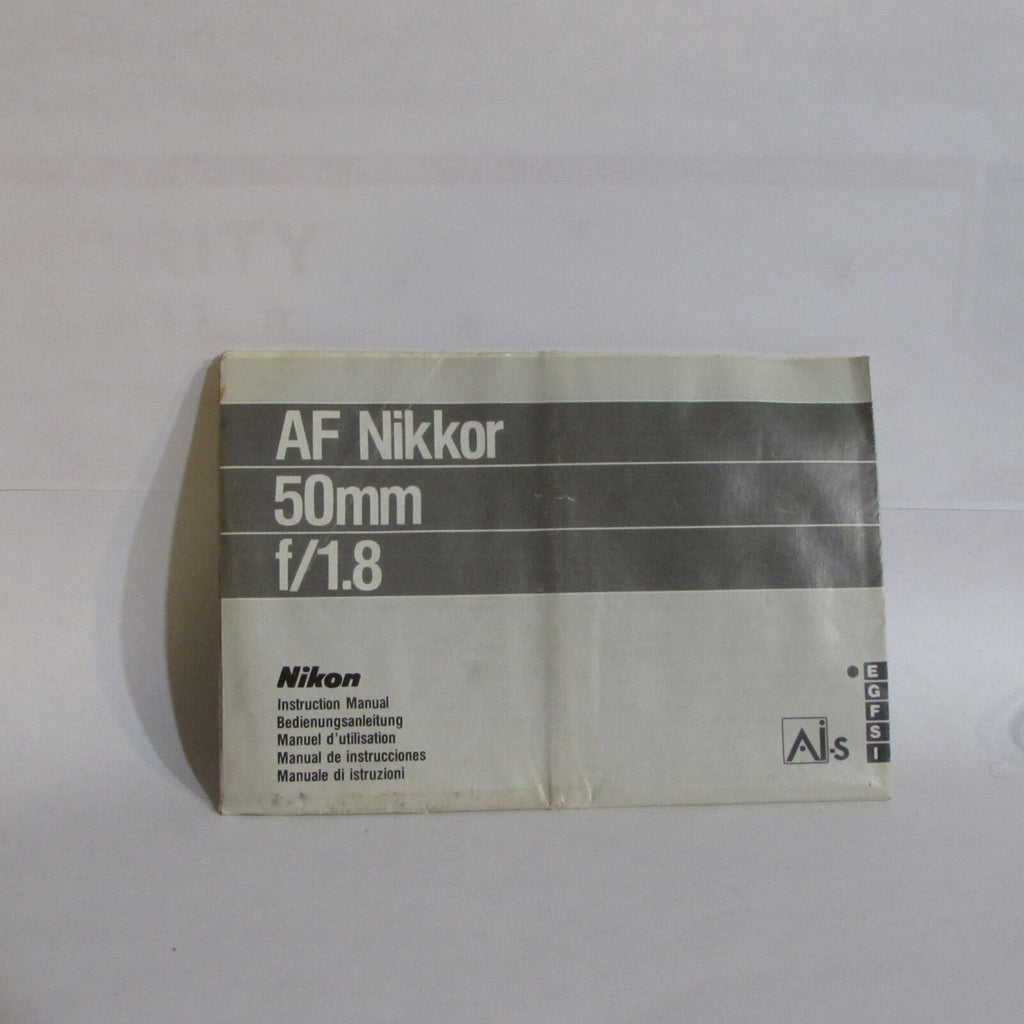 AF Nikkor
50mm
f/1.8
Nikon
Instruction Manual
Bedienungsanleitung
Manuel d'utilisation
Manual de instrucciones
Manuale di istruzioni
Ai-s
E
G
F
S
I